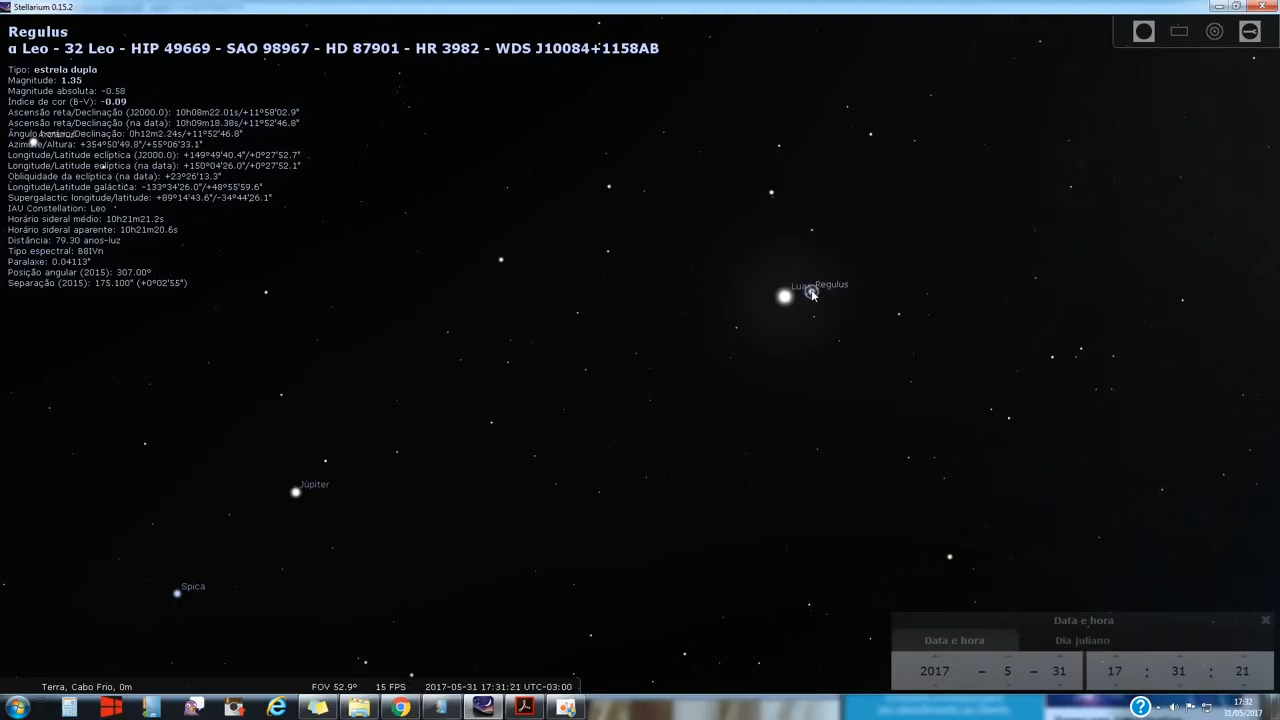 Stellarium 0.15.2
Regulus
α Leo - 32 Leo - HIP 49669 - SAO 98967 - HD 87901 - HR 3982 - WDS J10084+1158AB
Tipo: estrela dupla
Magnitude: 1.35
Magnitude absoluta: -0.58
Índice de cor (B-V): -0.09
Ascensão reta/Declinação (J2000.0): 10h08m22.01s/+11°58'02.9"
Ascensão reta/Declinação (na data): 10h09m18.38s/+11°52'46.8"
Ângulo horário/Declinação: 0h12m2.24s/+11°52'46.8"
Azimute/Altura: +354°50'49.8"/+55°06'33.1"
Longitude/Latitude eclíptica (J2000.0): +149°49'40.4"/+0°27'52.7"
Longitude/Latitude eclíptica (na data): +150°04'26.0"/+0°27'52.1"
Obliquidade da eclíptica (na data): +23°26'13.3"
Longitude/Latitude galáctica: -133°34'26.0"/+48°55'59.6"
Supergalactic longitude/latitude: +89°14'43.6"/-34°44'26.1"
IAU Constellation: Leo
Horário sideral médio: 10h21m21.2s
Horário sideral aparente: 10h21m20.6s
Distância: 79.30 anos-luz
Tipo espectral: B8IVn
Paralaxe: 0.04113"
Posição angular (2015): 307.00°
Separação (2015): 175.100" (+0°02'55")
Lua Regulus
Júpiter
Spica
Data e hora
Data e hora Dia juliano
2017 - 5 - 31 17 : 31 : 21
Terra, Cabo Frio, 0m FOV 52.9° 15 FPS 2017-05-31 17:31:21 UTC-03:00
17:32
31/05/2017